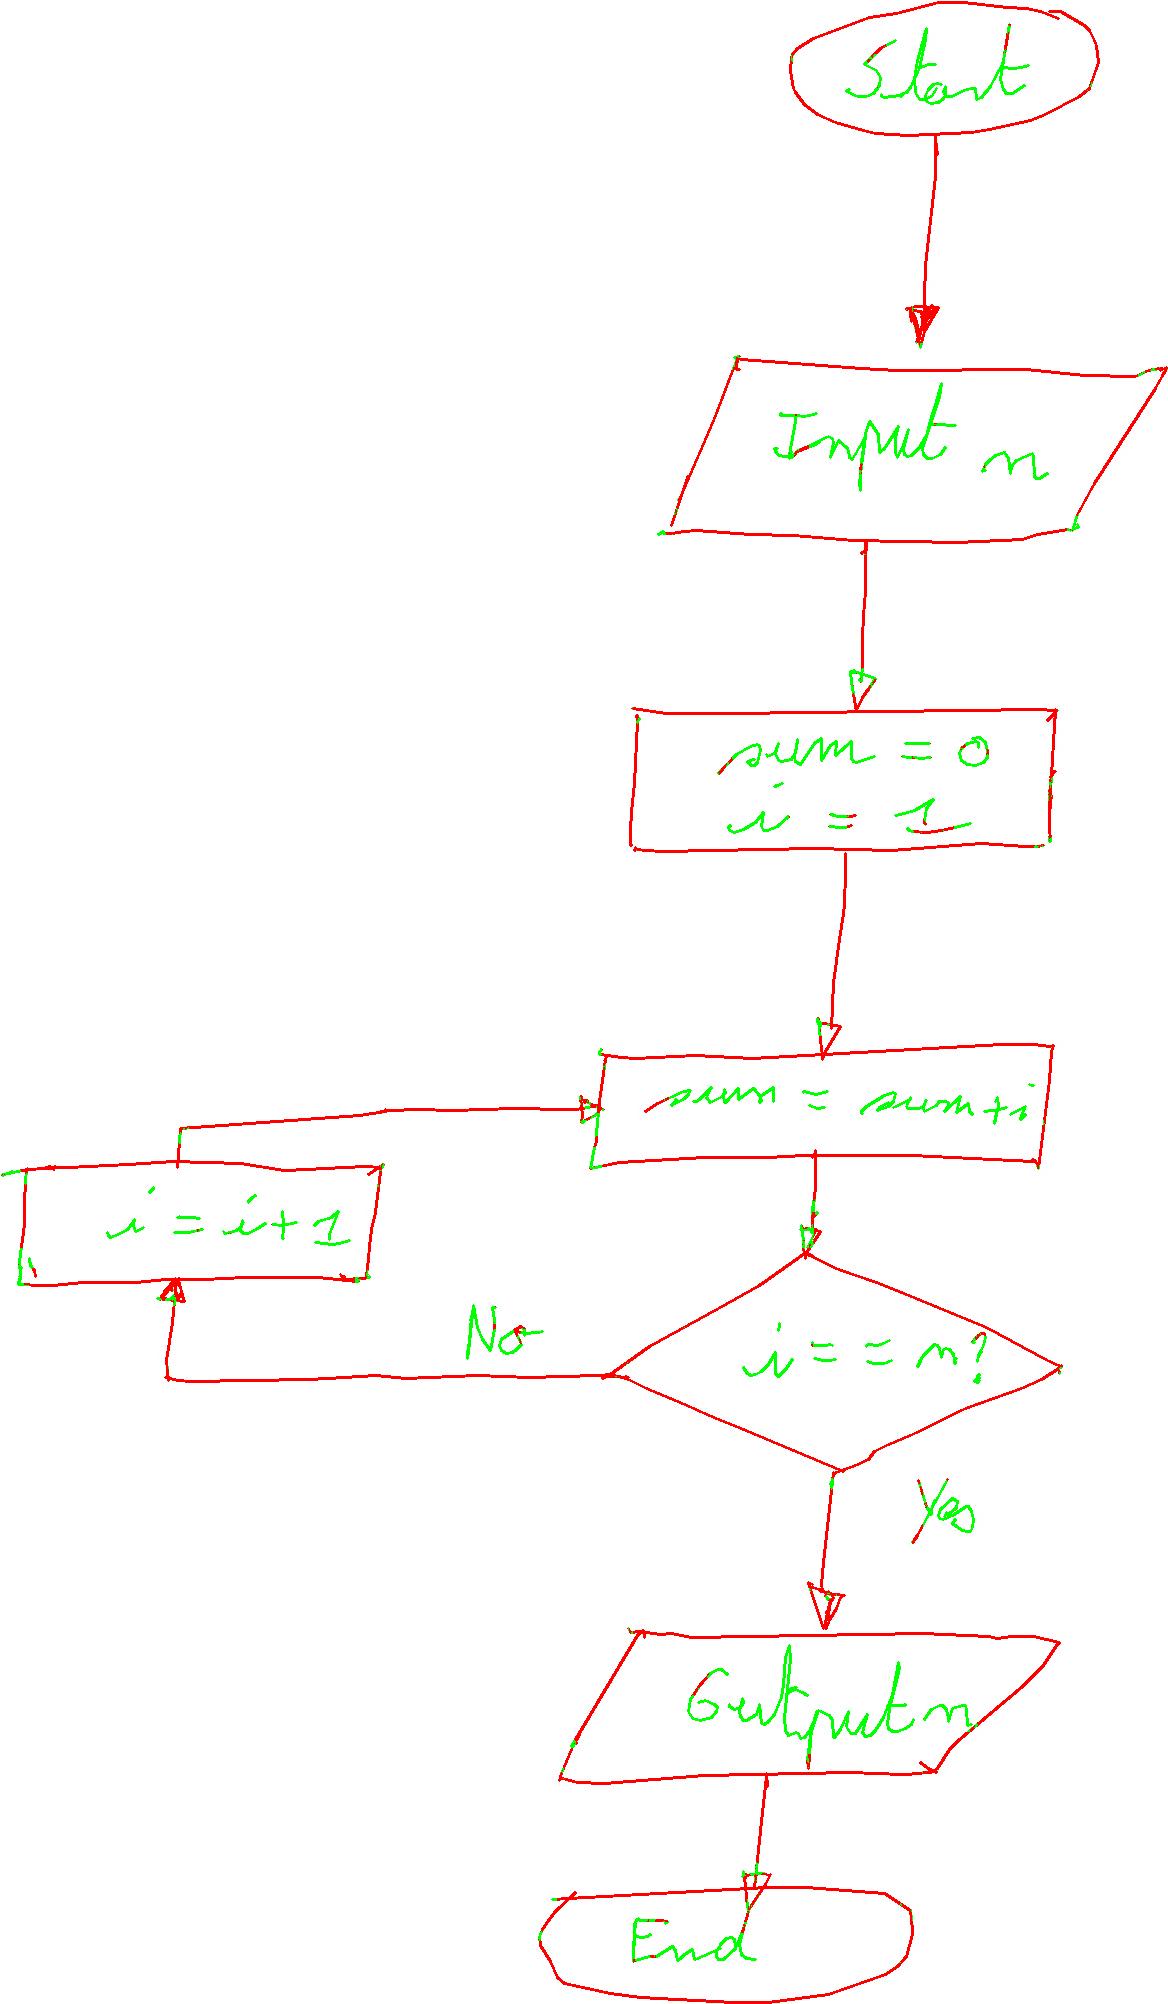 Start
Input n
sum = 0
i = 1
sum = sum+i
i = i+1
No
i == n?
Yes
Output n
End